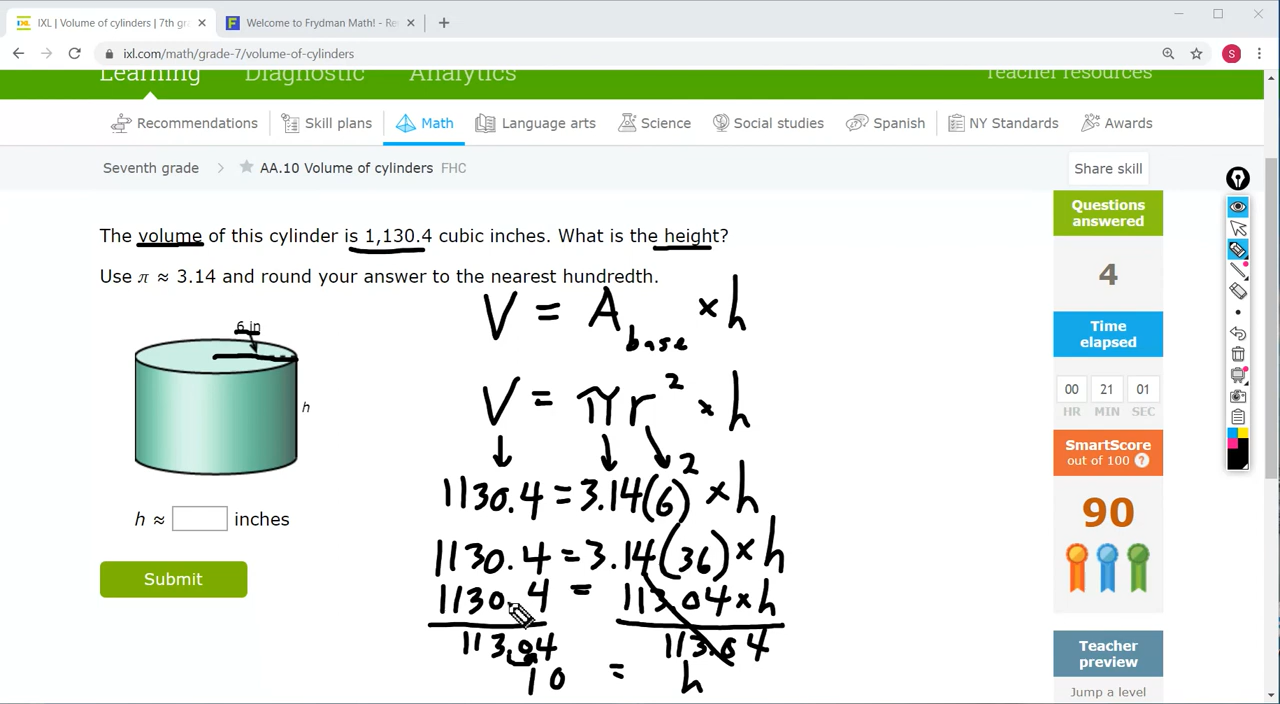 IXL | Volume of cylinders | 7th gr
Welcome to Frydman Math! - Re
ixl.com/math/grade-7/volume-of-cylinders
S
Learning Diagnostic Analytics Teacher resources
Recommendations Skill plans Math Language arts Science Social studies Spanish NY Standards Awards
Seventh grade > AA.10 Volume of cylinders FHC
Share skill
The volume of this cylinder is 1,130.4 cubic inches. What is the height?
Use π ≈ 3.14 and round your answer to the nearest hundredth.
6 in
h
h ≈ inches
Submit
V = A base × h
V = πr² × h
1130.4 = 3.14(6)² × h
1130.4 = 3.14(36) × h
1130.4 = 113.04 × h
113.04 113.04
10 = h
Questions answered
4
Time elapsed
00 21 01
HR MIN SEC
SmartScore
out of 100 ?
90
Teacher preview
Jump a level